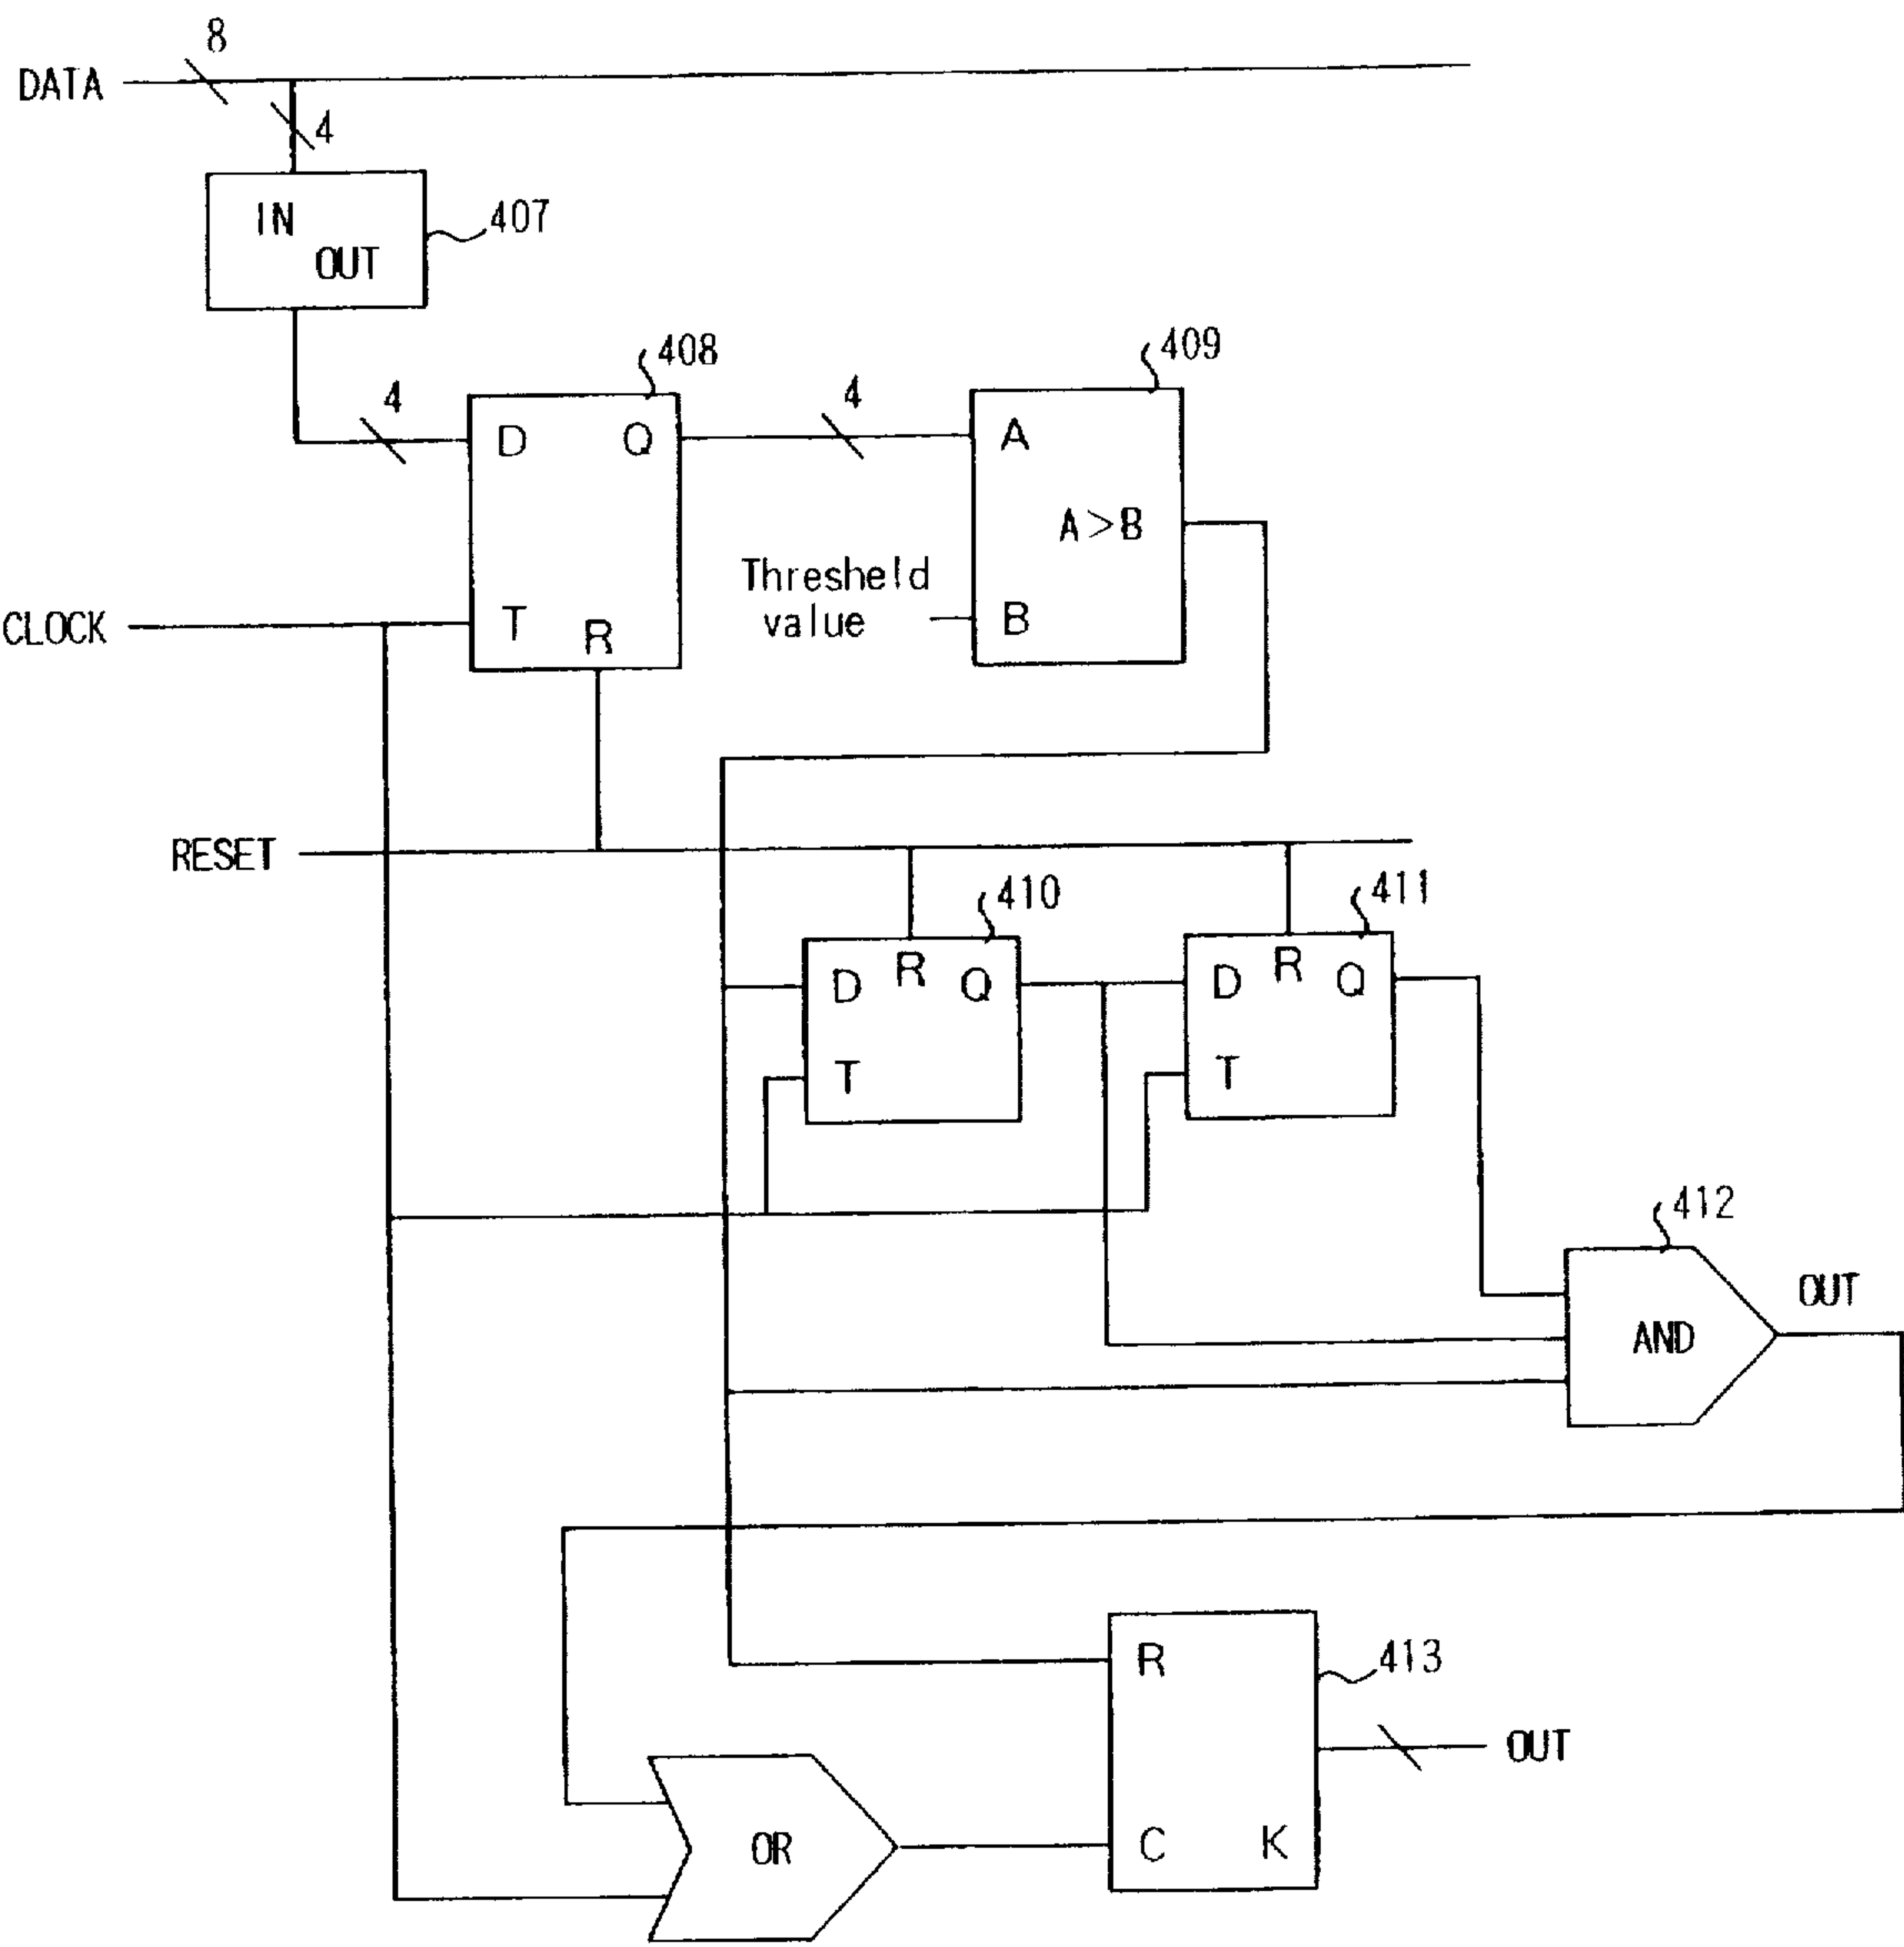 8
DATA
4
IN
OUT
407
408
409
4
4
D
Q
A
A>B
Thresheld
value
B
CLOCK
T
R
RESET
410
411
D
R
Q
D
R
Q
T
T
412
OUT
AND
R
413
OUT
OR
C
K